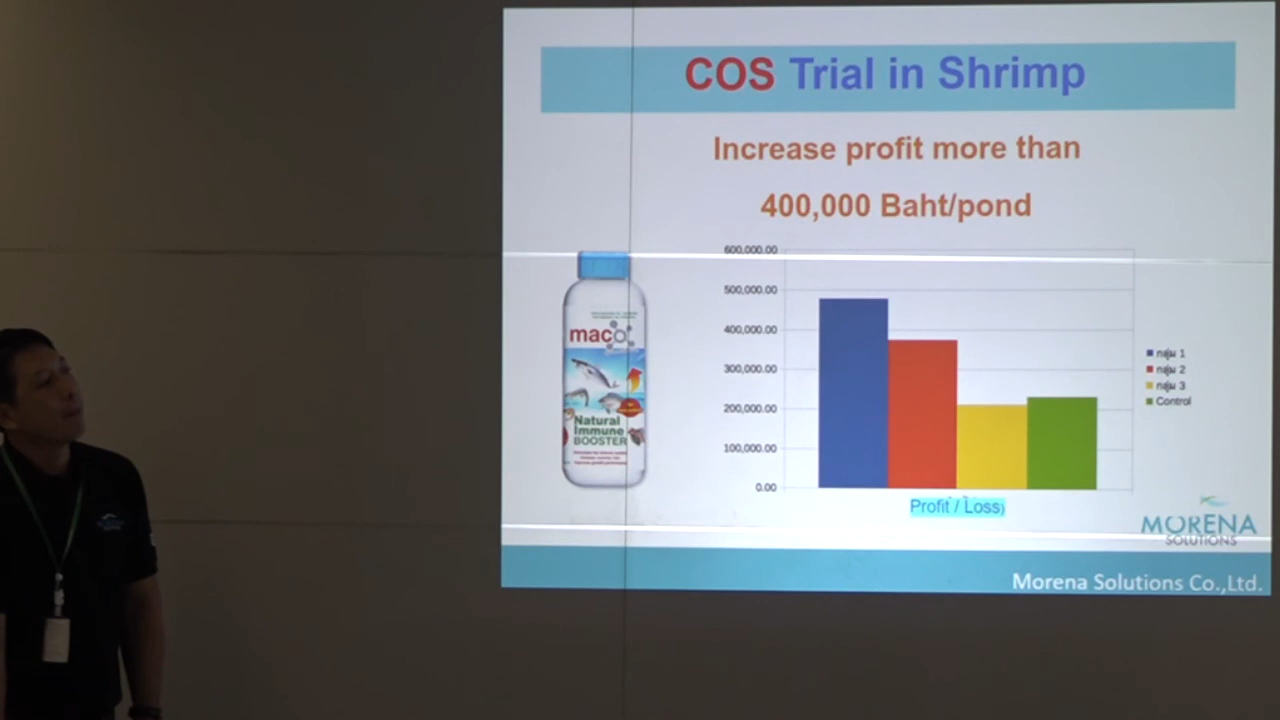 COS Trial in Shrimp
Increase profit more than
400,000 Baht/pond
600,000.00
500,000.00
400,000.00
300,000.00
200,000.00
100,000.00
0.00
กลุ่ม 1
กลุ่ม 2
กลุ่ม 3
Control
Profit / Loss)
maco
Natural
Immune
BOOSTER
MORENA
SOLUTIONS
Morena Solutions Co.,Ltd.